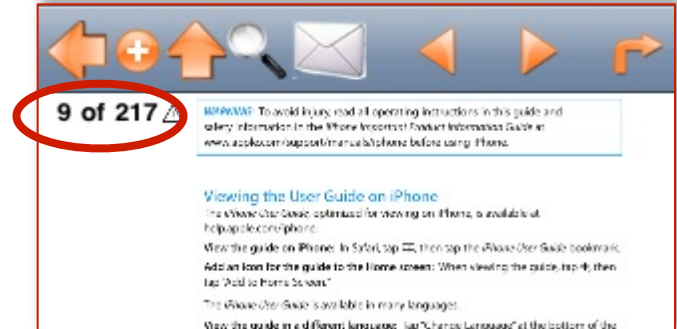 9 of 217
WARNING: To avoid injury, read all operating instructions in this guide and
safety information in the iPhone Important Product Information Guide at
www.apple.com/support/manuals/iphone before using iPhone.
Viewing the User Guide on iPhone
The iPhone User Guide, optimized for viewing on iPhone, is available at
help.apple.com/iphone.
View the guide on iPhone: In Safari, tap , then tap the iPhone User Guide bookmark.
Add an icon for the guide to the Home screen: When viewing the guide, tap , then
tap "Add to Home Screen."
The iPhone User Guide is available in many languages.
View the guide in a different language: Tap "Change Language" at the bottom of the